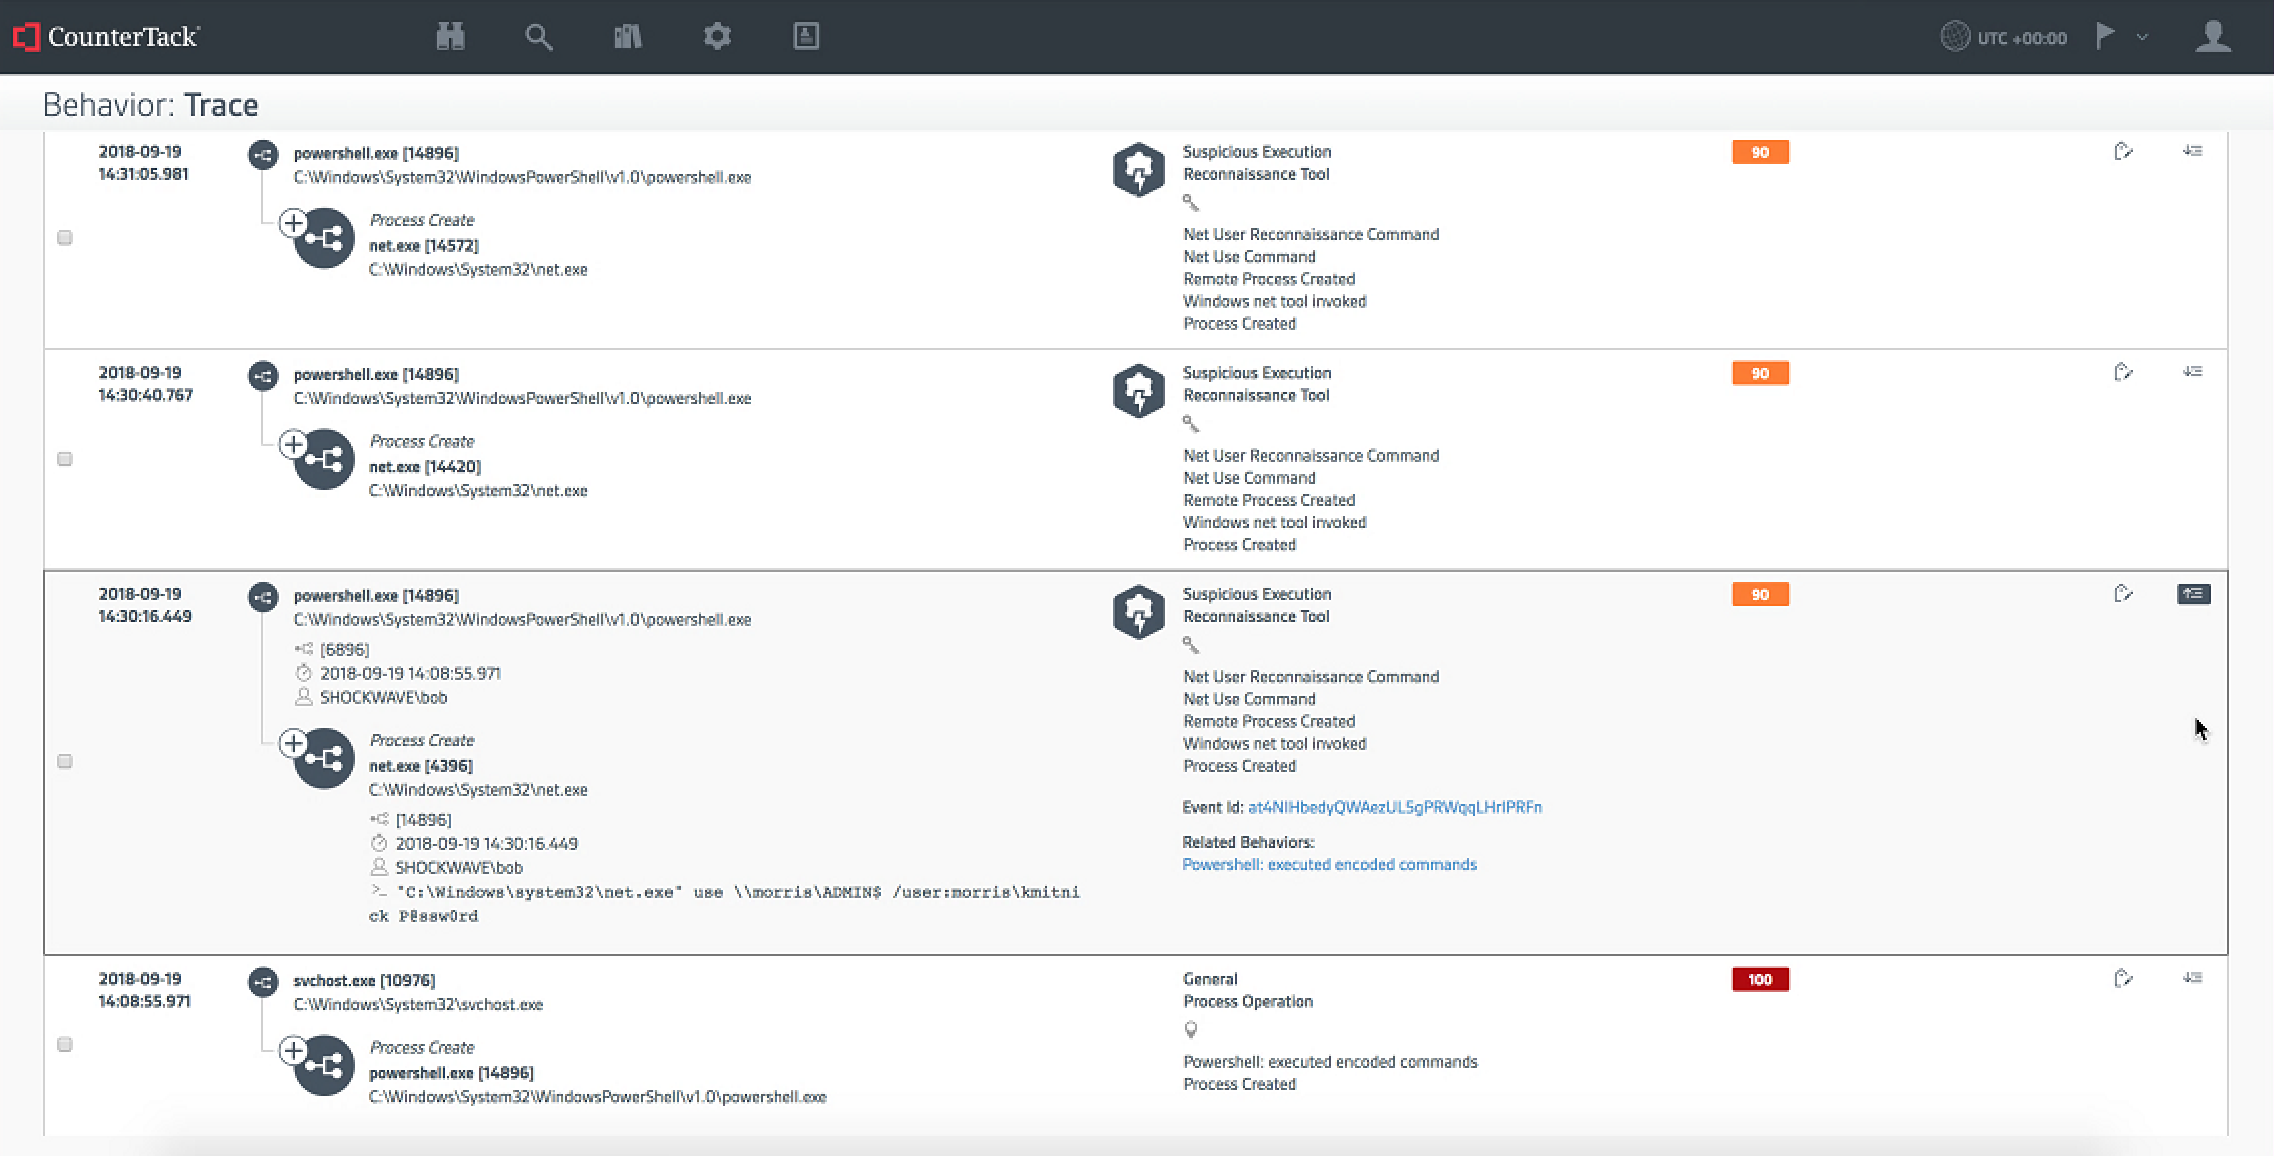 CounterTack
UTC +00:00
Behavior: Trace
2018-09-19
14:31:05.981
powershell.exe [14896]
C:\Windows\System32\WindowsPowerShell\v1.0\powershell.exe
Process Create
net.exe [14572]
C:\Windows\System32\net.exe
Suspicious Execution
Reconnaissance Tool
Net User Reconnaissance Command
Net Use Command
Remote Process Created
Windows net tool invoked
Process Created
90
2018-09-19
14:30:40.767
powershell.exe [14896]
C:\Windows\System32\WindowsPowerShell\v1.0\powershell.exe
Process Create
net.exe [14420]
C:\Windows\System32\net.exe
Suspicious Execution
Reconnaissance Tool
Net User Reconnaissance Command
Net Use Command
Remote Process Created
Windows net tool invoked
Process Created
90
2018-09-19
14:30:16.449
powershell.exe [14896]
C:\Windows\System32\WindowsPowerShell\v1.0\powershell.exe
[6896]
2018-09-19 14:08:55.971
SHOCKWAVE\bob
Process Create
net.exe [4396]
C:\Windows\System32\net.exe
[14896]
2018-09-19 14:30:16.449
SHOCKWAVE\bob
>_ "C:\Windows\system32\net.exe" use \\morris\ADMIN$ /user:morris\kmitni
ck
Suspicious Execution
Reconnaissance Tool
Net User Reconnaissance Command
Net Use Command
Remote Process Created
Windows net tool invoked
Process Created
Event Id:
Related Behaviors:
Powershell: executed encoded commands
90
2018-09-19
14:08:55.971
svchost.exe [10976]
C:\Windows\System32\svchost.exe
Process Create
powershell.exe [14896]
C:\Windows\System32\WindowsPowerShell\v1.0\powershell.exe
General
Process Operation
Powershell: executed encoded commands
Process Created
100